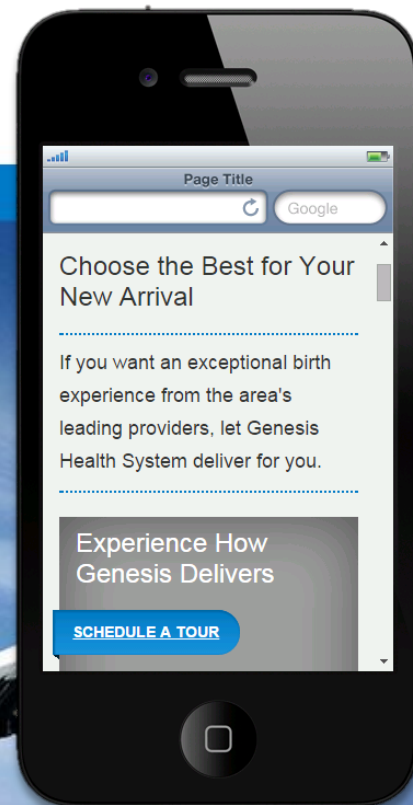 Page Title
Google
Choose the Best for Your
New Arrival
If you want an exceptional birth
experience from the area's
leading providers, let Genesis
Health System deliver for you.
Experience How
Genesis Delivers
SCHEDULE A TOUR